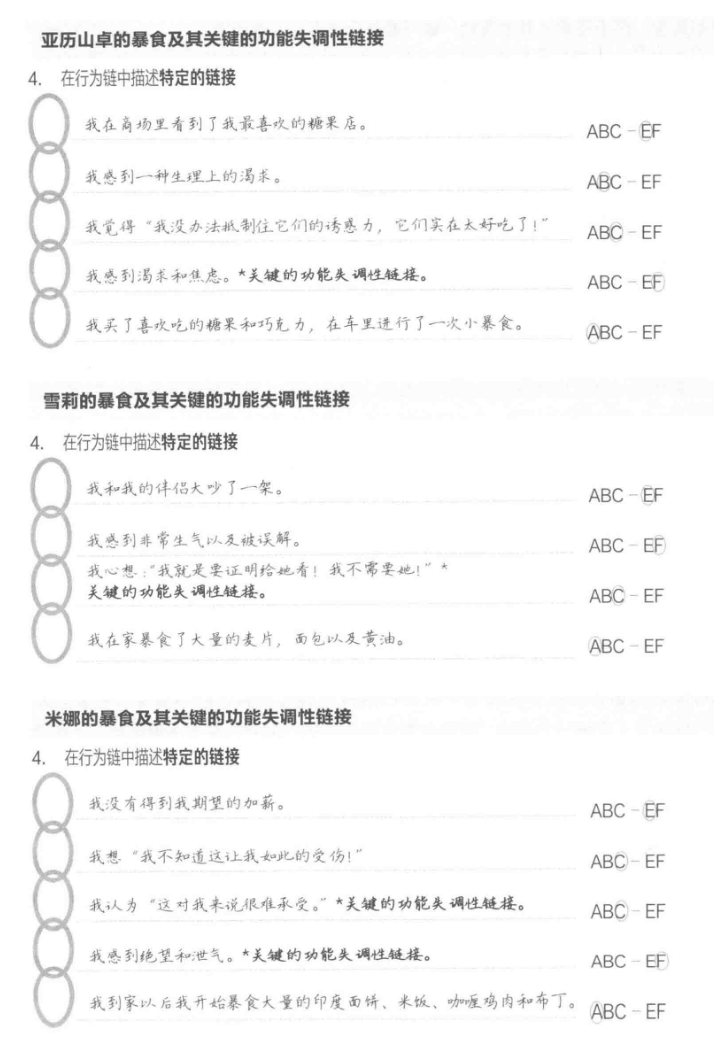 亚历山卓的暴食及其关键的功能失调性链接
4. 在行为链中描述特定的链接
我在商场里看到了我最喜欢的糖果店。 ABC - EF
我感到一种生理上的渴求。 ABC - EF
我觉得“我没办法抵制住它们的诱惑力，它们实在太好吃了！” ABC - EF
我感到渴求和焦虑。*关键的功能失调性链接。 ABC - EF
我买了喜欢吃的糖果和巧克力，在车里进行了一次小暴食。 ABC - EF
雪莉的暴食及其关键的功能失调性链接
4. 在行为链中描述特定的链接
我和我的伴侣大吵了一架。 ABC - EF
我感到非常生气以及被误解。 ABC - EF
我心想：“我就是要证明给她看！我不需要她！”*
关键的功能失调性链接。 ABC - EF
我在家暴食了大量的麦片，面包以及黄油。 ABC - EF
米娜的暴食及其关键的功能失调性链接
4. 在行为链中描述特定的链接
我没有得到我期望的加薪。 ABC - EF
我想“我不知道这让我如此的受伤！” ABC - EF
我认为“这对我来说很难承受。”*关键的功能失调性链接。 ABC - EF
我感到绝望和泄气。*关键的功能失调性链接。 ABC - EF
我到家以后我开始暴食大量的印度面饼、米饭、咖喱鸡肉和布丁。 ABC - EF